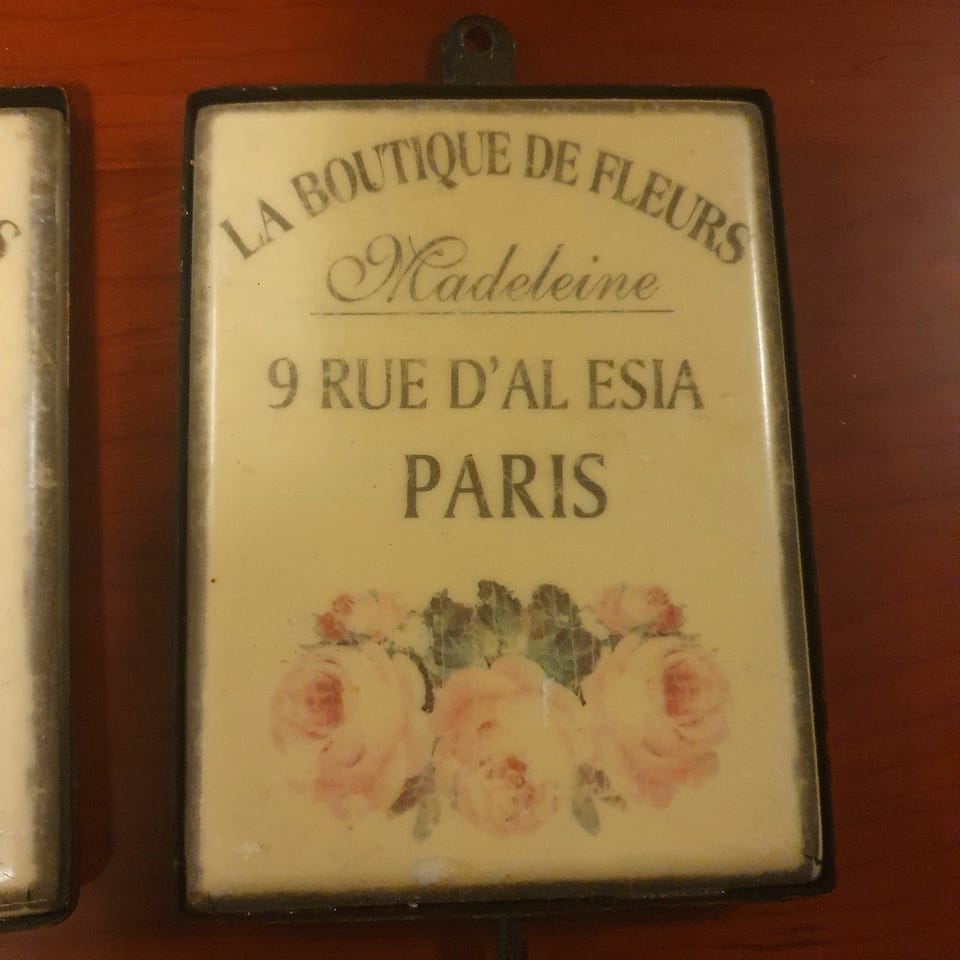 LA BOUTIQUE DE FLEURS
Madeleine
9 RUE D'AL ESIA
PARIS
S